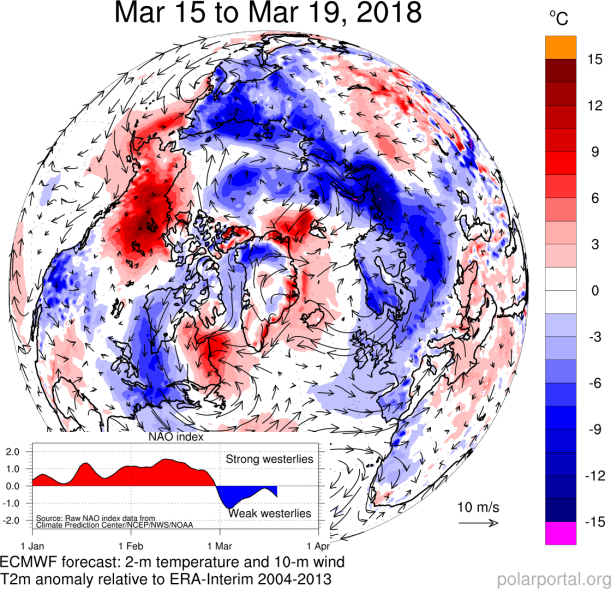 Mar 15 to Mar 19, 2018
°C
15
12
9
6
3
0
-3
-6
-9
-12
-15
10 m/s
NAO index
2.0
1.0
0.0
-1.0
-2.0
Strong westerlies
Weak westerlies
Source: Raw NAO index data from
Climate Prediction Center/NCEP/NWS/NOAA
1 Jan 1 Feb 1 Mar 1 Apr
ECMWF forecast: 2-m temperature and 10-m wind
T2m anomaly relative to ERA-Interim 2004-2013
polarportal.org